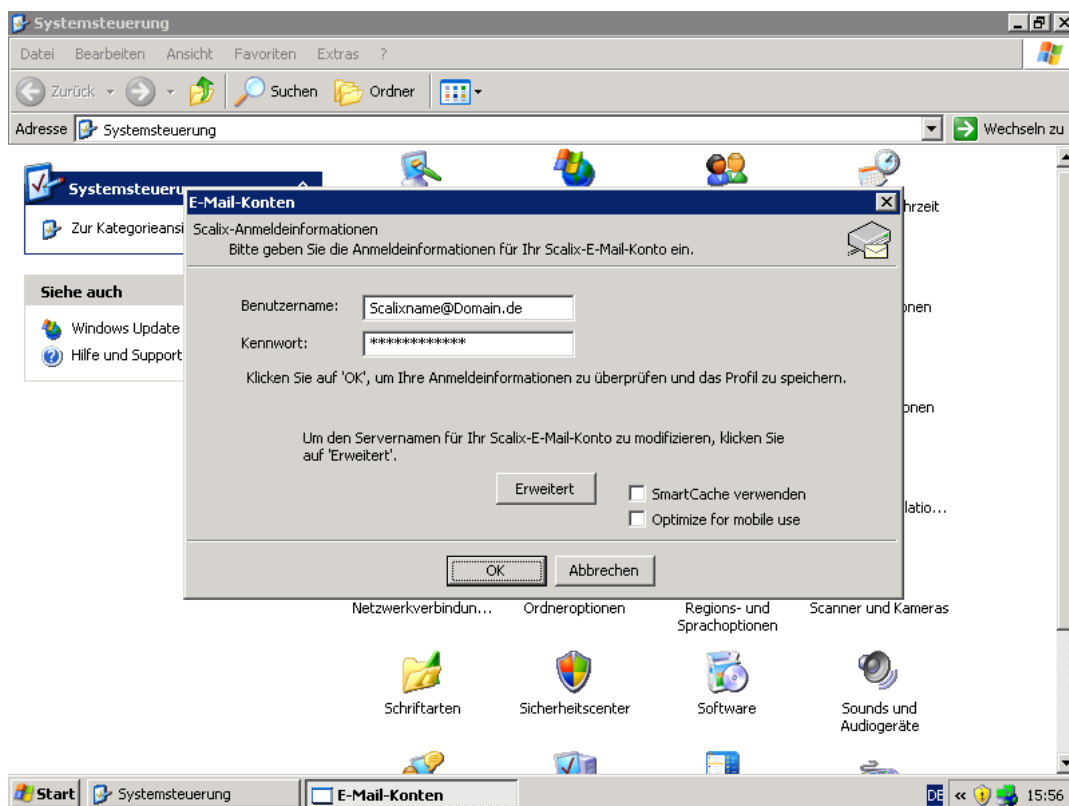 Systemsteuerung
Datei Bearbeiten Ansicht Favoriten Extras ?
Zurück Suchen Ordner
Adresse Systemsteuerung Wechseln zu
Systemsteueru
Zur Kategorieansi
Siehe auch
Windows Update
Hilfe und Support
E-Mail-Konten
Scalix-Anmeldeinformationen
Bitte geben Sie die Anmeldeinformationen für Ihr Scalix-E-Mail-Konto ein.
Benutzername: Scalixname@Domain.de
Kennwort: ************
Klicken Sie auf 'OK', um Ihre Anmeldeinformationen zu überprüfen und das Profil zu speichern.
Um den Servernamen für Ihr Scalix-E-Mail-Konto zu modifizieren, klicken Sie
auf 'Erweitert'.
Erweitert
SmartCache verwenden
Optimize for mobile use
OK Abbrechen
hrzeit
onen
onen
latio...
Netzwerkverbindun... Ordneroptionen Regions- und
Sprachoptionen
Scanner und Kameras
Schriftarten Sicherheitscenter Software Sounds und
Audiogeräte
Start Systemsteuerung E-Mail-Konten DE « 15:56